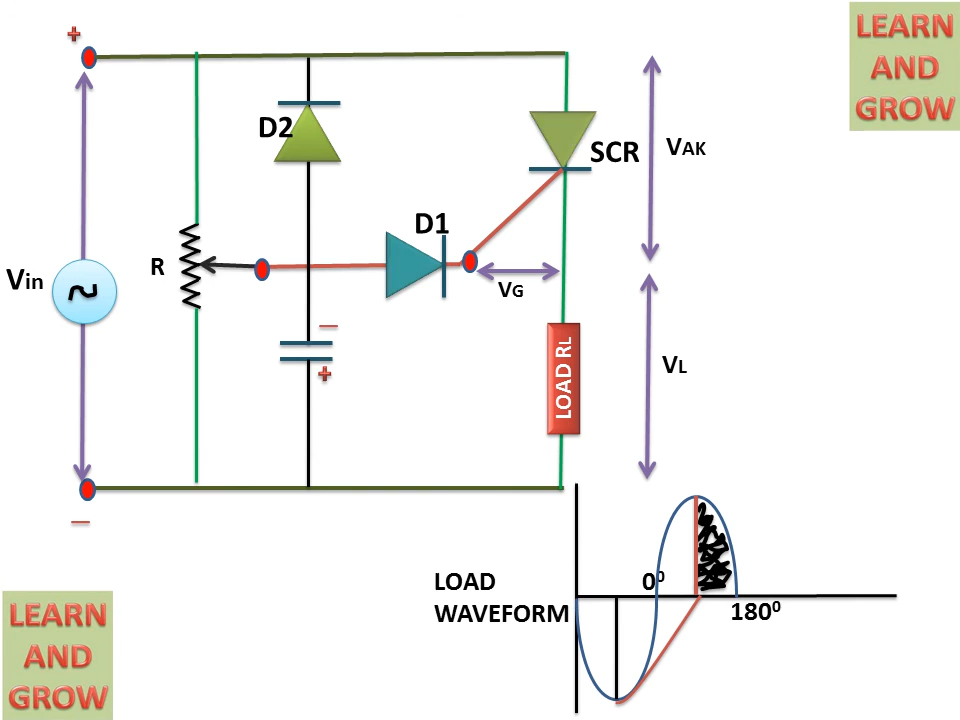 LEARN
AND
GROW
+
D2
SCR
VAK
D1
R
Vin
VG
–
+
LOAD RL
VL
–
LOAD
WAVEFORM
0⁰
180⁰
LEARN
AND
GROW